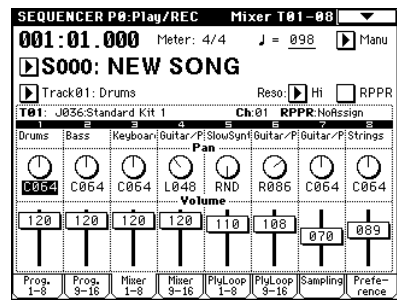 SEQUENCER P0:Play/REC Mixer T01-08
001:01.000 Meter: 4/4 ♩ = 098 Manu
S000: NEW SONG
Track01: Drums Reso: Hi RPPR
T01: J036:Standard Kit 1 Ch:01 RPPR:NoAssign
1 2 3 4 5 6 7 8
Drums Bass Keyboar Guitar/P SlowSynt Guitar/P Guitar/P Strings
Pan
C064 C064 C064 L048 RND R086 C064 C064
Volume
120 120 120 120 110 108 070 089
Prog. 1-8 Prog. 9-16 Mixer 1-8 Mixer 9-16 PlyLoop 1-8 PlyLoop 9-16 Sampling Prefe-rence